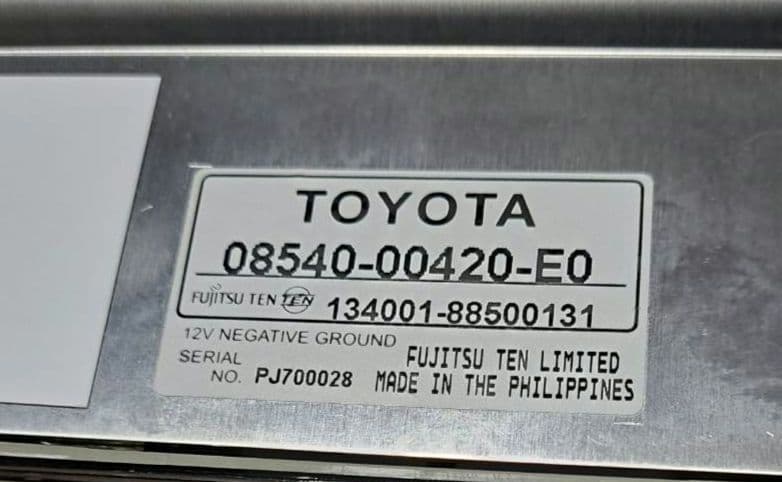 TOYOTA
08540-00420-E0
FUJITSU TEN TEN 134001-88500131
12V NEGATIVE GROUND
SERIAL FUJITSU TEN LIMITED
NO. PJ700028 MADE IN THE PHILIPPINES